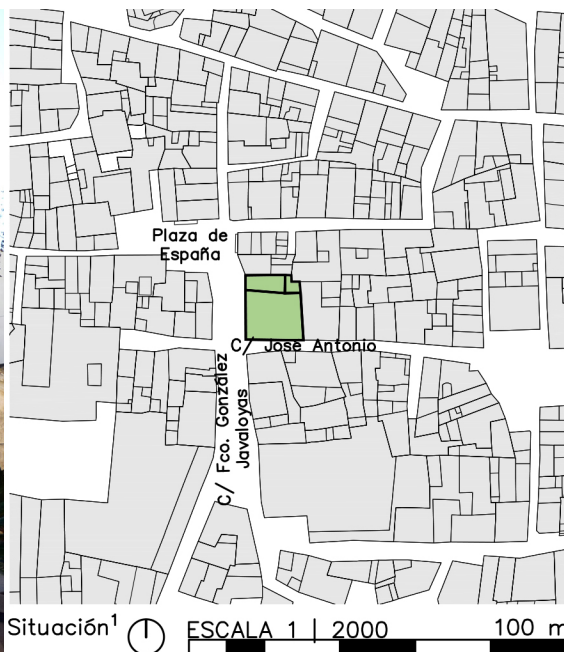 Plaza de
España
C/ Jose Antonio
C/ Fco. González
Javaloyas
Situación¹ ESCALA 1 | 2000 100 m